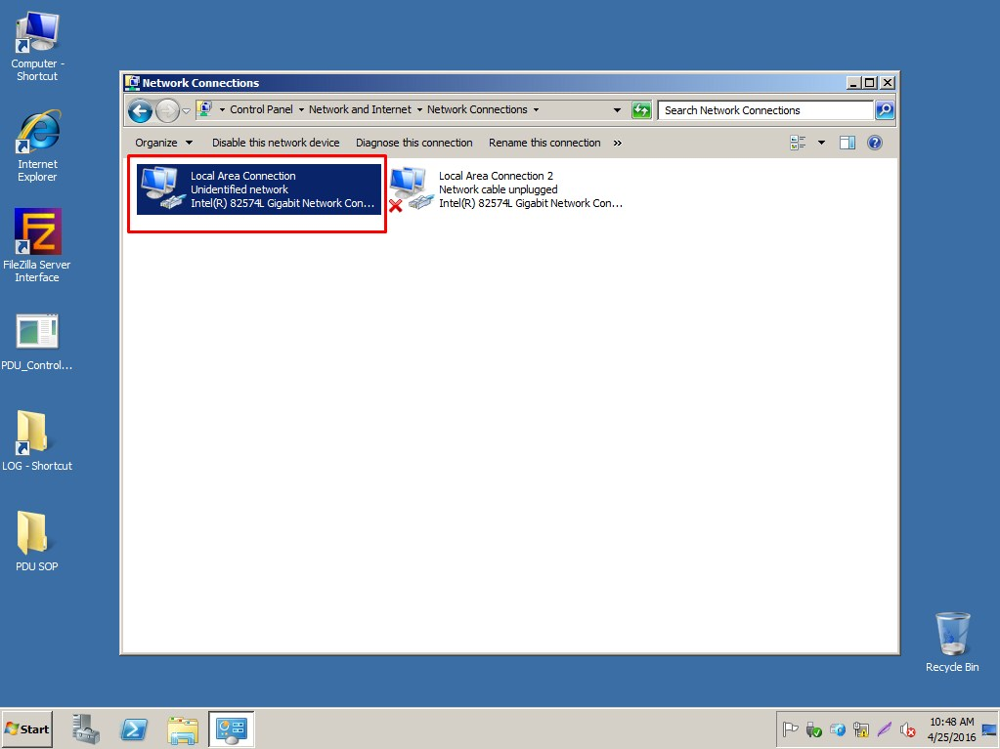 Computer -
Shortcut
Internet
Explorer
FileZilla Server
Interface
PDU_Control...
LOG - Shortcut
PDU SOP
Network Connections
Control Panel Network and Internet Network Connections
Search Network Connections
Organize Disable this network device Diagnose this connection Rename this connection »
Local Area Connection
Unidentified network
Intel(R) 82574L Gigabit Network Con...
Local Area Connection 2
Network cable unplugged
Intel(R) 82574L Gigabit Network Con...
Recycle Bin
Start
10:48 AM
4/25/2016